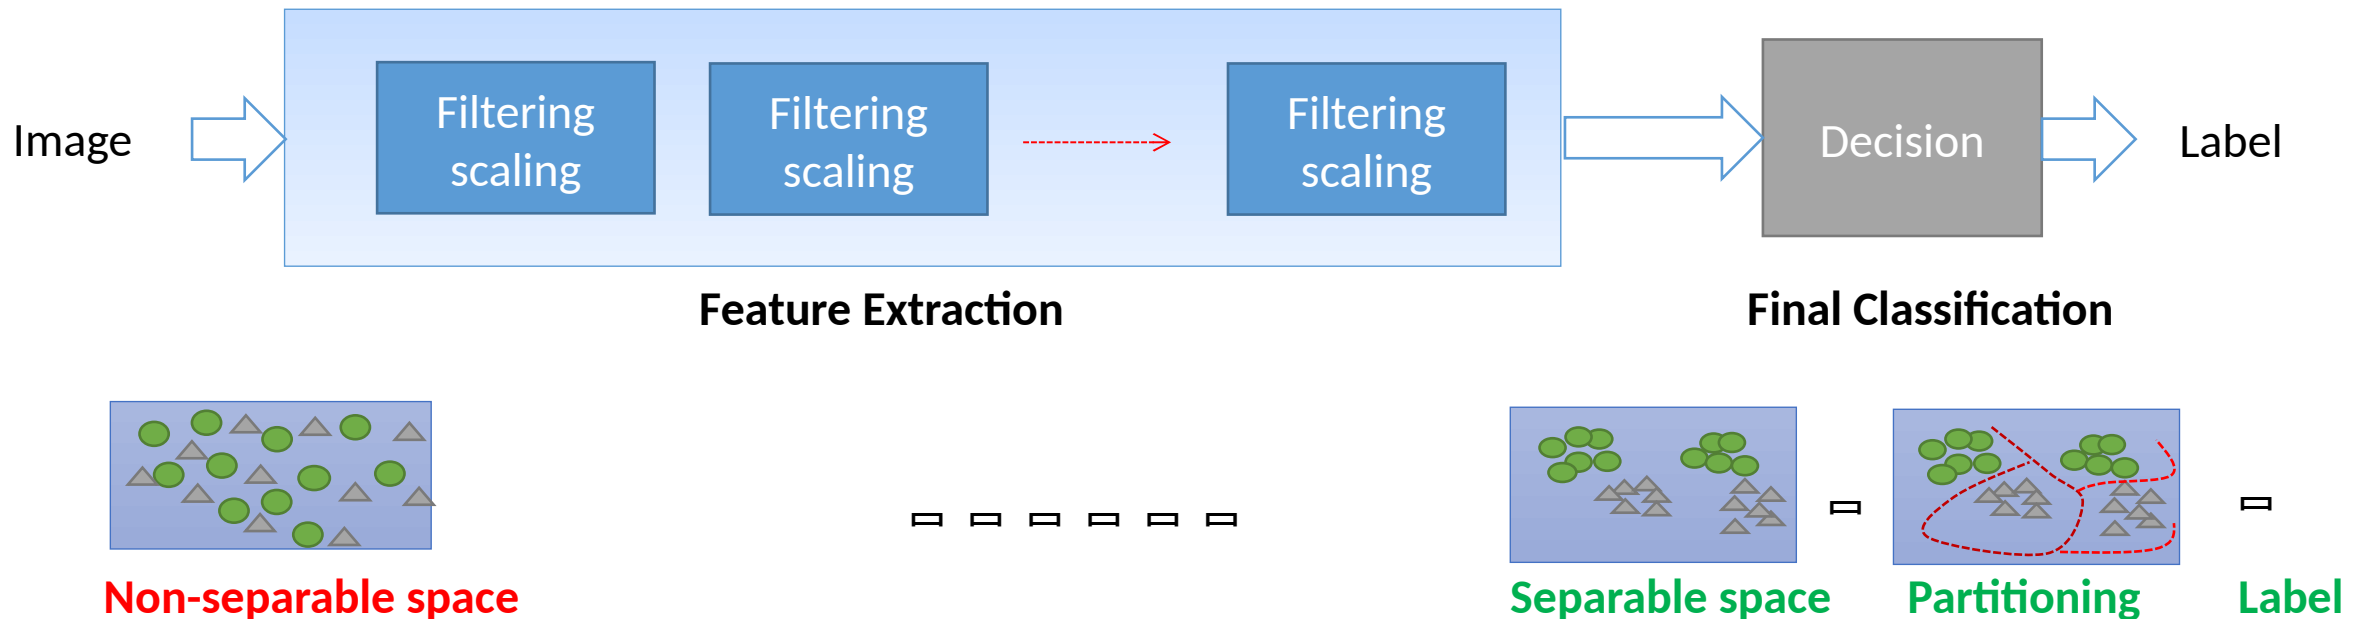 Image
Filtering
scaling
Filtering
scaling
Filtering
scaling
Decision
Label
Feature Extraction
Final Classification
Non-separable space
Separable space
Partitioning
Label